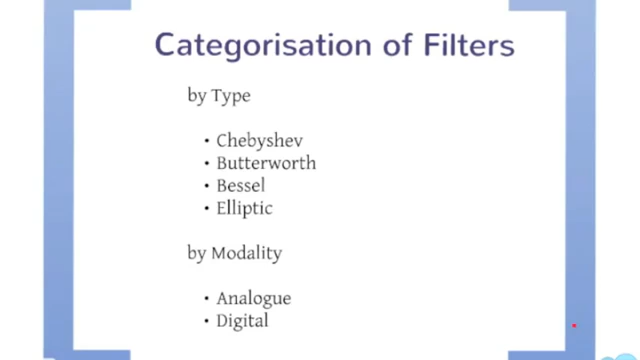 Categorisation of Filters
by Type
• Chebyshev
• Butterworth
• Bessel
• Elliptic
by Modality
• Analogue
• Digital